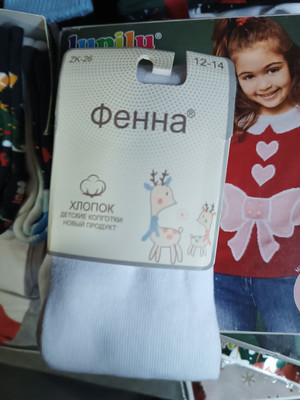 lupilu
ZK-26
12-14
Фенна®
ХЛОПОК
ДЕТСКИЕ КОЛГОТКИ
НОВЫЙ ПРОДУКТ